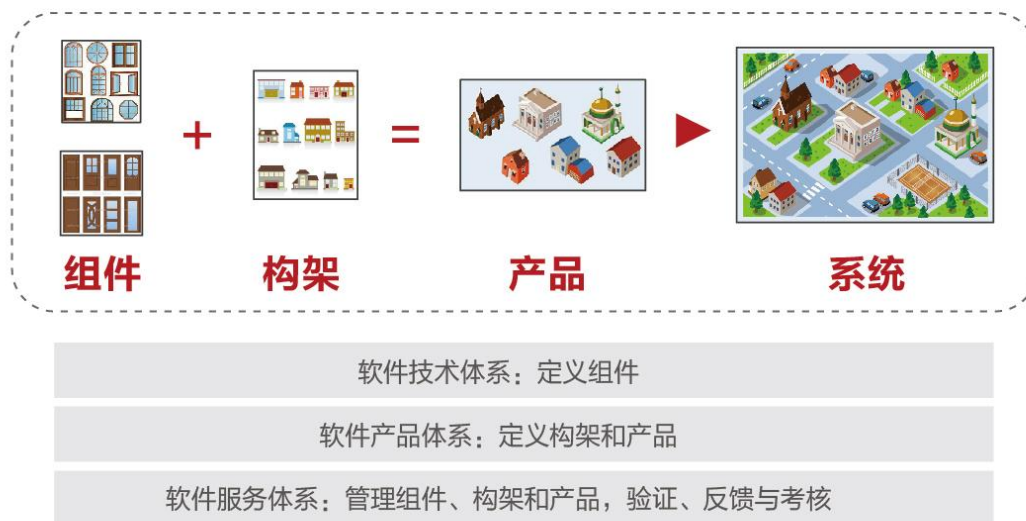 + =
组件 构架 产品 系统
软件技术体系：定义组件
软件产品体系：定义构架和产品
软件服务体系：管理组件、构架和产品，验证、反馈与考核